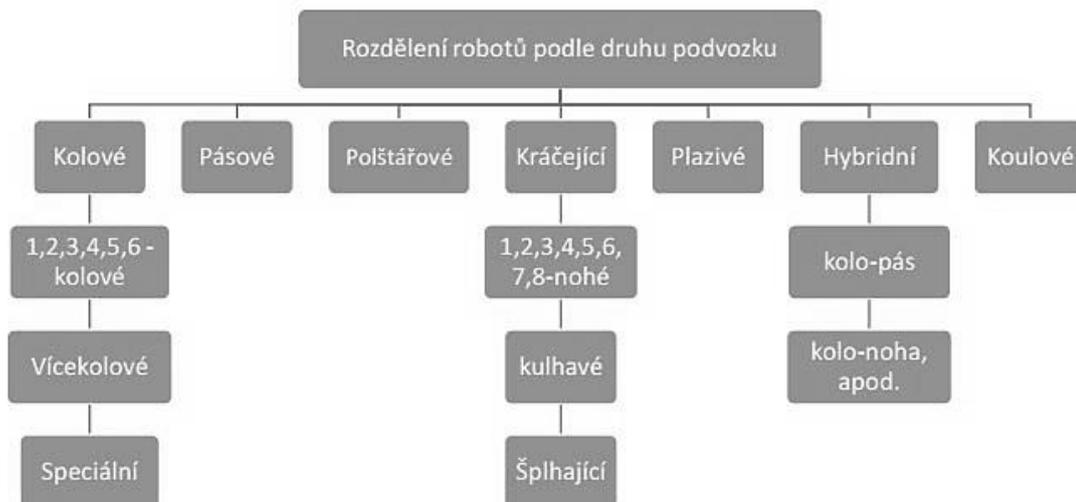 Rozdělení robotů podle druhu podvozku
Kolové
Pásové
Polštářové
Kráčející
Plazivé
Hybridní
Koulové
1,2,3,4,5,6 -
kolové
1,2,3,4,5,6,
7,8-nohé
kolo-pás
Vícekolové
kulhavé
kolo-noha,
apod.
Speciální
Šplhající